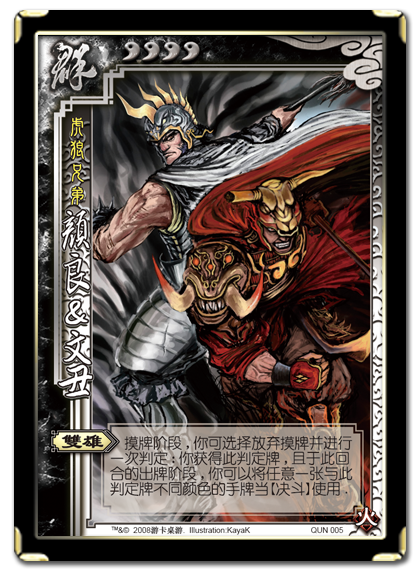 群
虎狼兄弟
顔良&文丑
雙雄
摸牌阶段，你可选择放弃摸牌并进行
一次判定：你获得此判定牌，且于此回
合的出牌阶段，你可以将任意一张与此
判定牌不同颜色的手牌当【决斗】使用．
火
™&© 2008游卡桌游. Illustration:KayaK
QUN 005